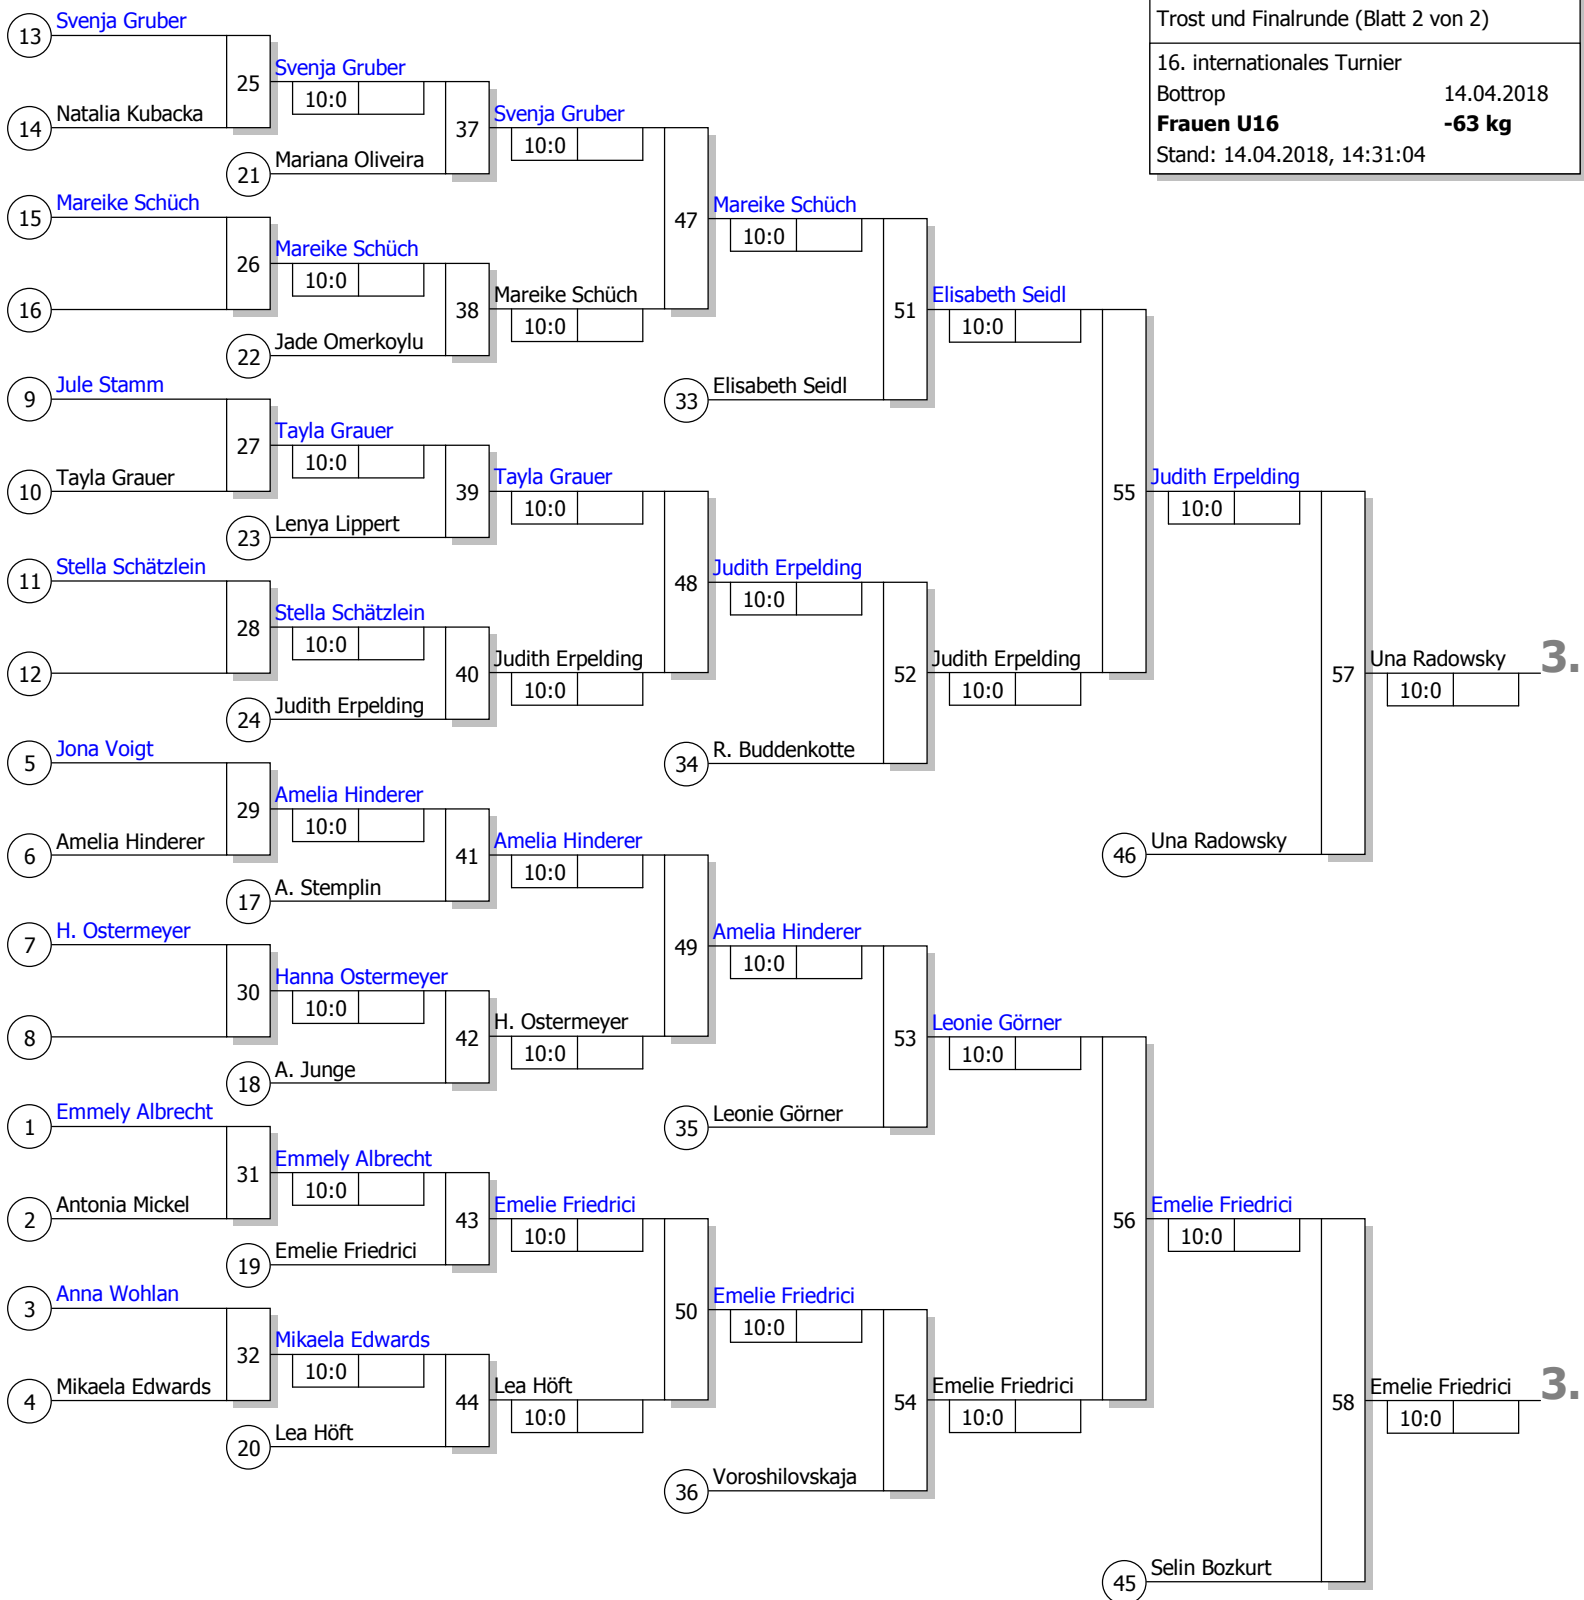 Trost und Finalrunde (Blatt 2 von 2)
16. internationales Turnier
Bottrop 14.04.2018
Frauen U16 -63 kg
Stand: 14.04.2018, 14:31:04
13 Svenja Gruber
25
14 Natalia Kubacka
15 Mareike Schüch
26
16
9 Jule Stamm
27
10 Tayla Grauer
11 Stella Schätzlein
28
12
5 Jona Voigt
29
6 Amelia Hinderer
7 H. Ostermeyer
30
8
1 Emmely Albrecht
31
2 Antonia Mickel
3 Anna Wohlan
32
4 Mikaela Edwards
Svenja Gruber
10:0
37
21 Mariana Oliveira
Mareike Schüch
10:0
38
22 Jade Omerkoylu
Tayla Grauer
10:0
39
23 Lenya Lippert
Stella Schätzlein
10:0
40
24 Judith Erpelding
Amelia Hinderer
10:0
41
17 A. Stemplin
Hanna Ostermeyer
10:0
42
18 A. Junge
Emmely Albrecht
10:0
43
19 Emelie Friedrici
Mikaela Edwards
10:0
44
20 Lea Höft
Svenja Gruber
10:0
47
Mareike Schüch
10:0
Tayla Grauer
10:0
48
Judith Erpelding
10:0
Amelia Hinderer
10:0
49
H. Ostermeyer
10:0
Emelie Friedrici
10:0
50
Lea Höft
10:0
Mareike Schüch
10:0
51
33 Elisabeth Seidl
Judith Erpelding
10:0
52
34 R. Buddenkotte
Amelia Hinderer
10:0
53
35 Leonie Görner
Emelie Friedrici
10:0
54
36 Voroshilovskaja
Elisabeth Seidl
10:0
55
Judith Erpelding
10:0
Leonie Görner
10:0
56
Emelie Friedrici
10:0
Judith Erpelding
10:0
57
46 Una Radowsky
Emelie Friedrici
10:0
58
45 Selin Bozkurt
Una Radowsky 3.
10:0
Emelie Friedrici 3.
10:0